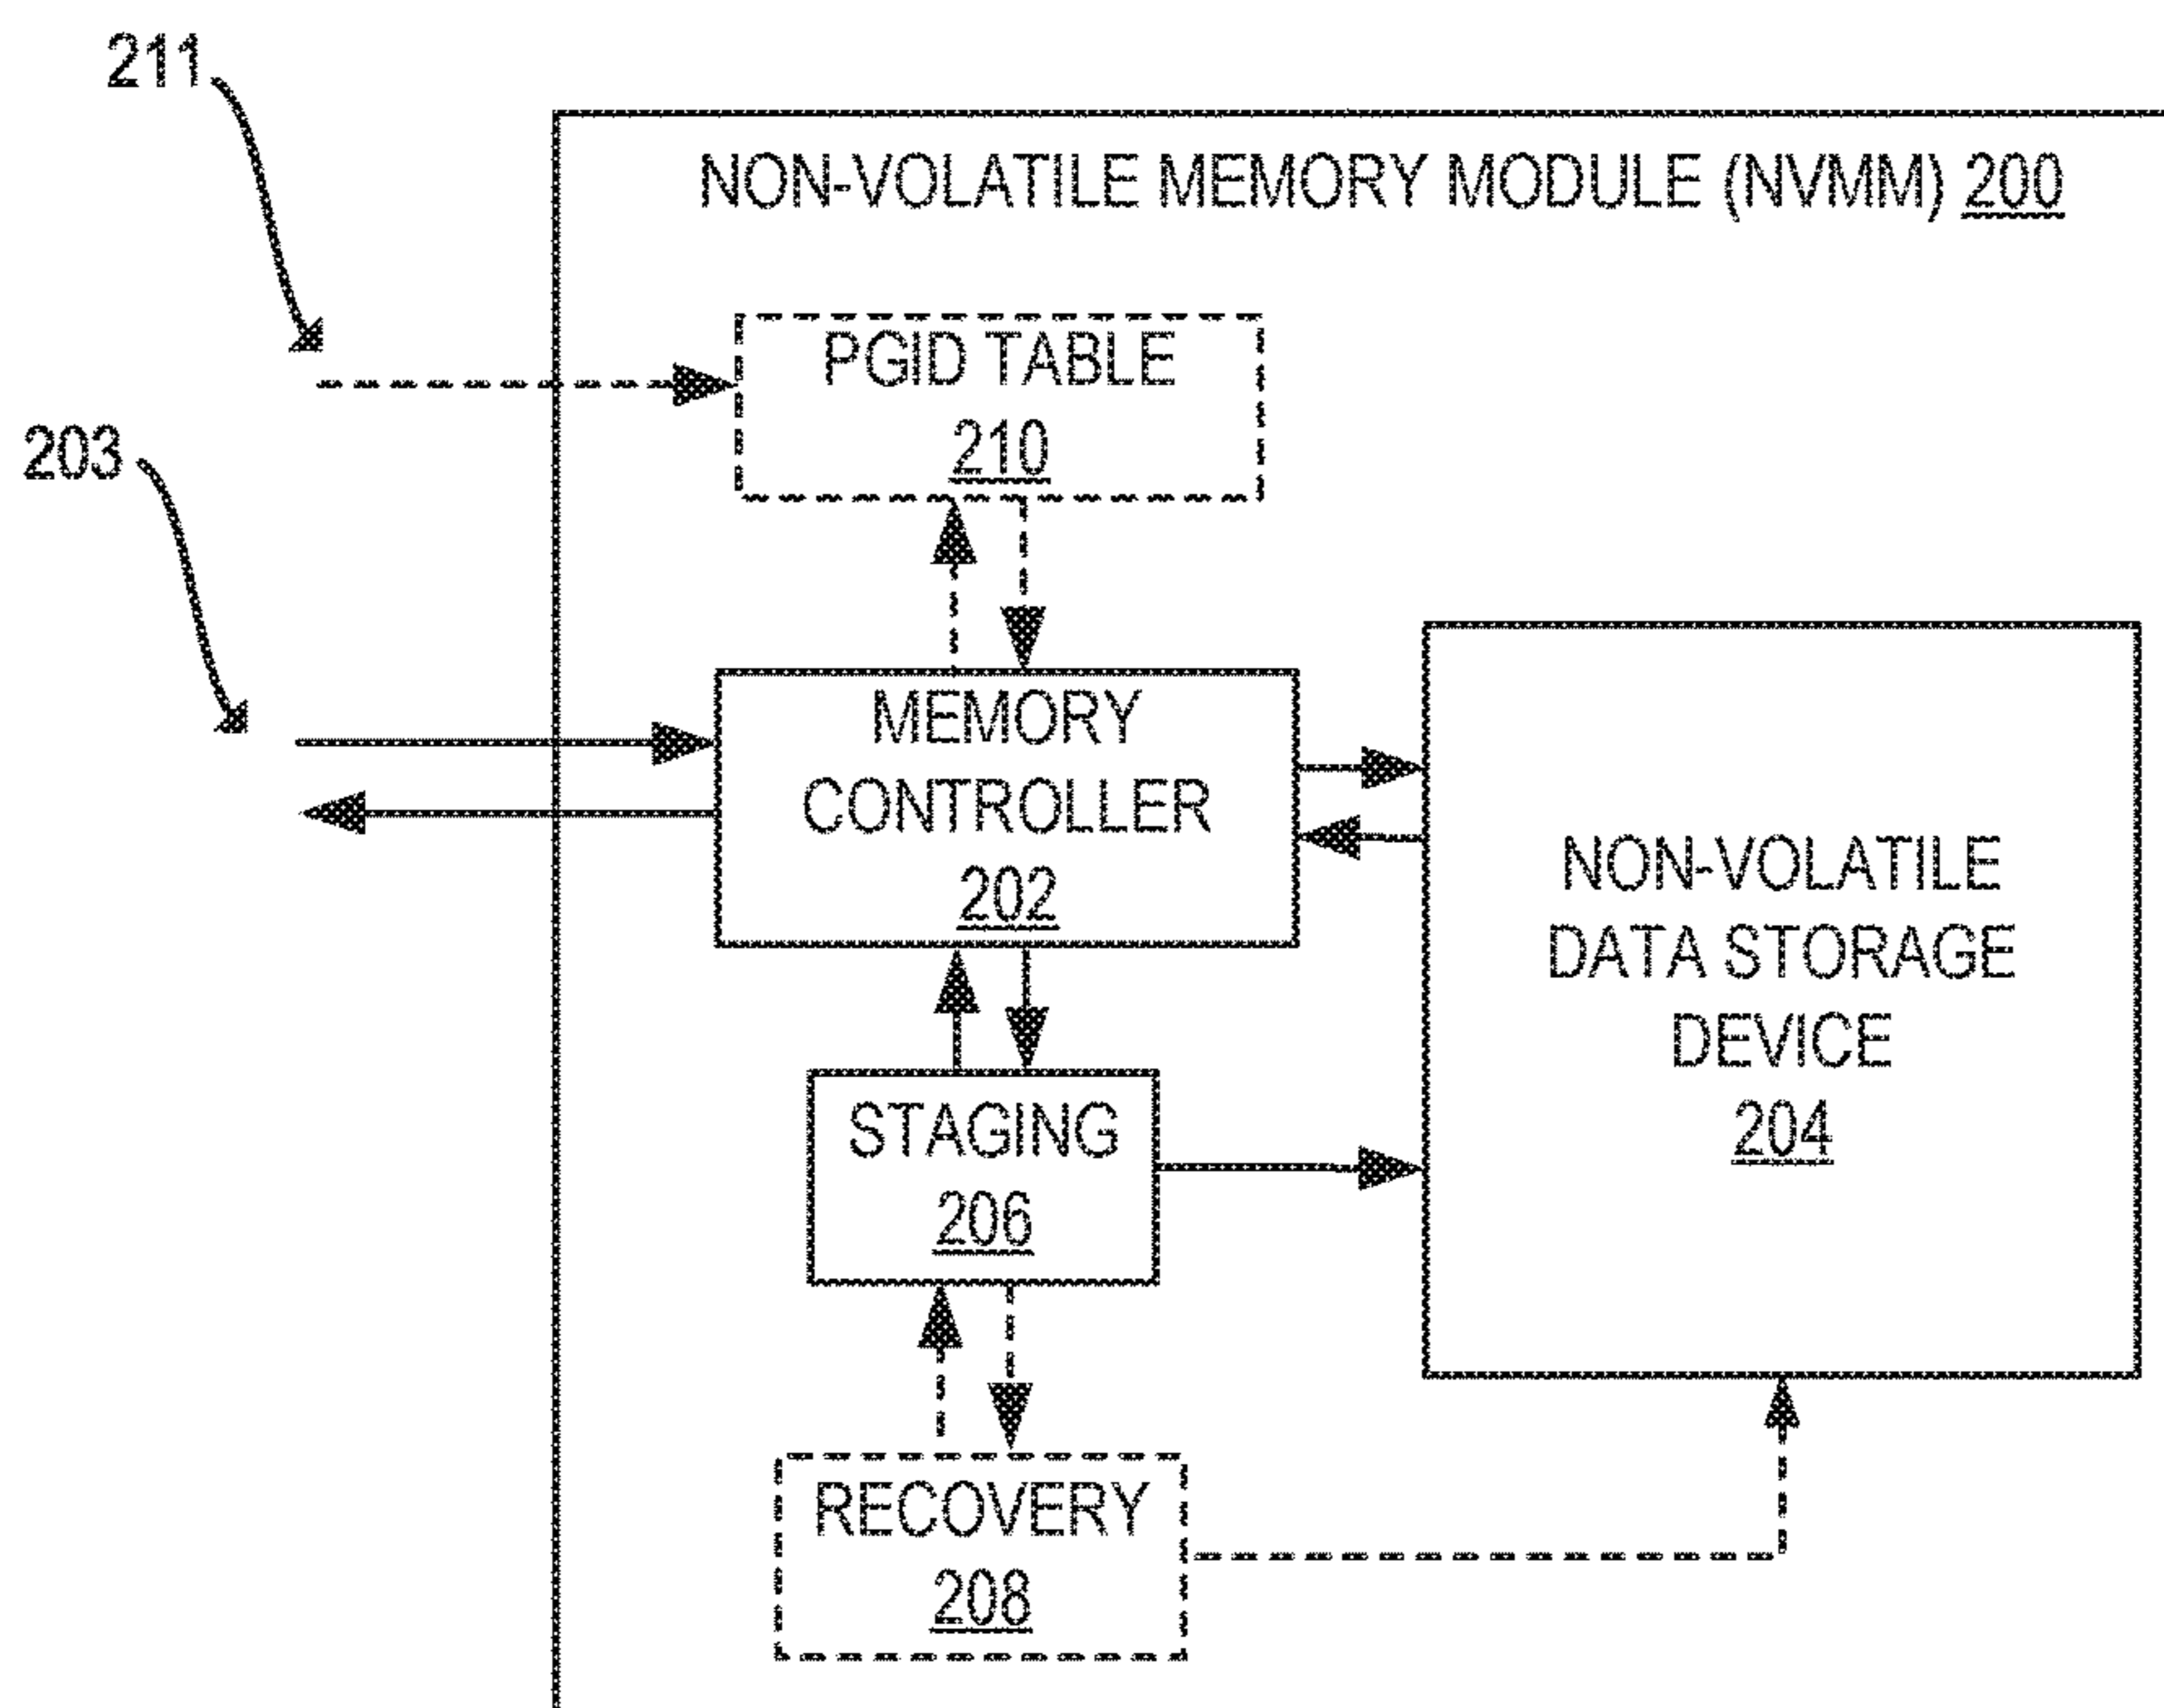 211
NON-VOLATILE MEMORY MODULE (NVMM) 200
PGID TABLE
210
203
MEMORY
CONTROLLER
202
NON-VOLATILE
DATA STORAGE
DEVICE
204
STAGING
206
RECOVERY
208